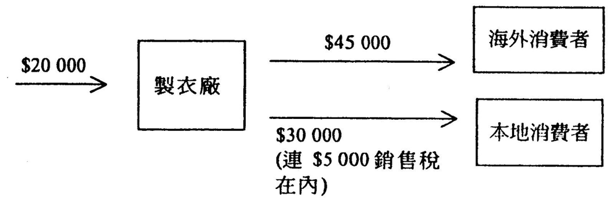 $20 000
製衣廠
$45 000
海外消費者
$30 000
(連 $5 000 銷售稅
在內)
本地消費者